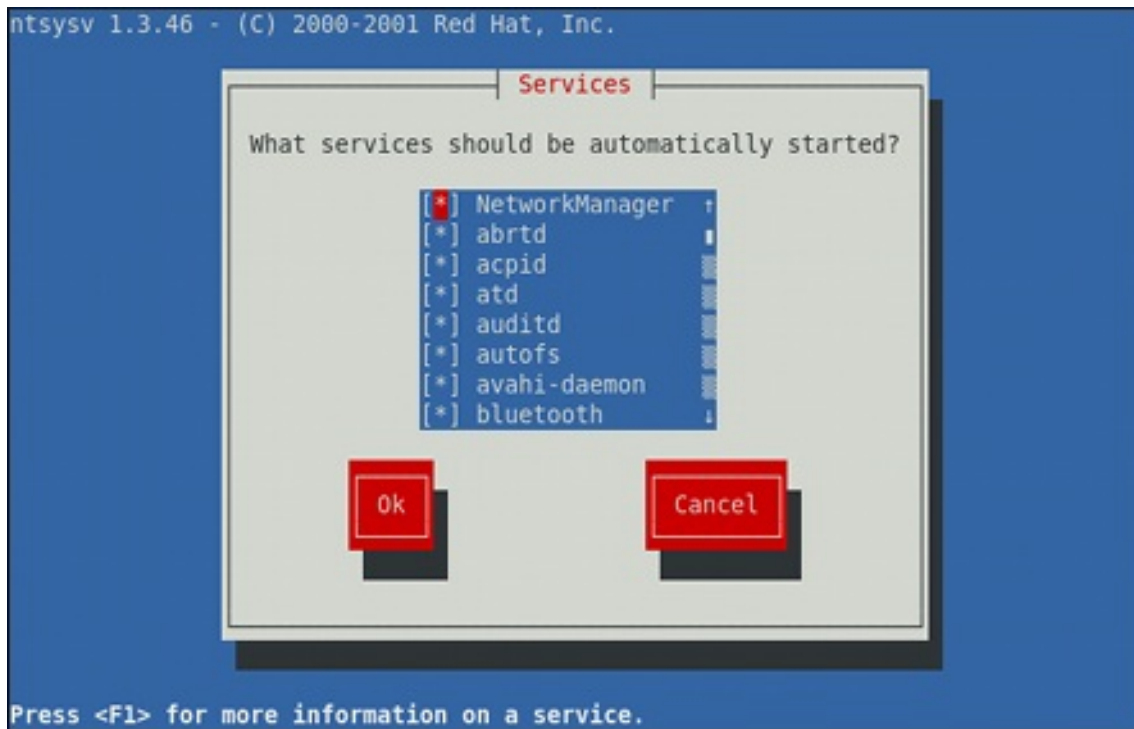 ntsysv 1.3.46 - (C) 2000-2001 Red Hat, Inc.
Services
What services should be automatically started?
[*] NetworkManager ↑
[*] abrtd
[*] acpid
[*] atd
[*] auditd
[*] autofs
[*] avahi-daemon
[*] bluetooth ↓
Ok Cancel
Press <F1> for more information on a service.